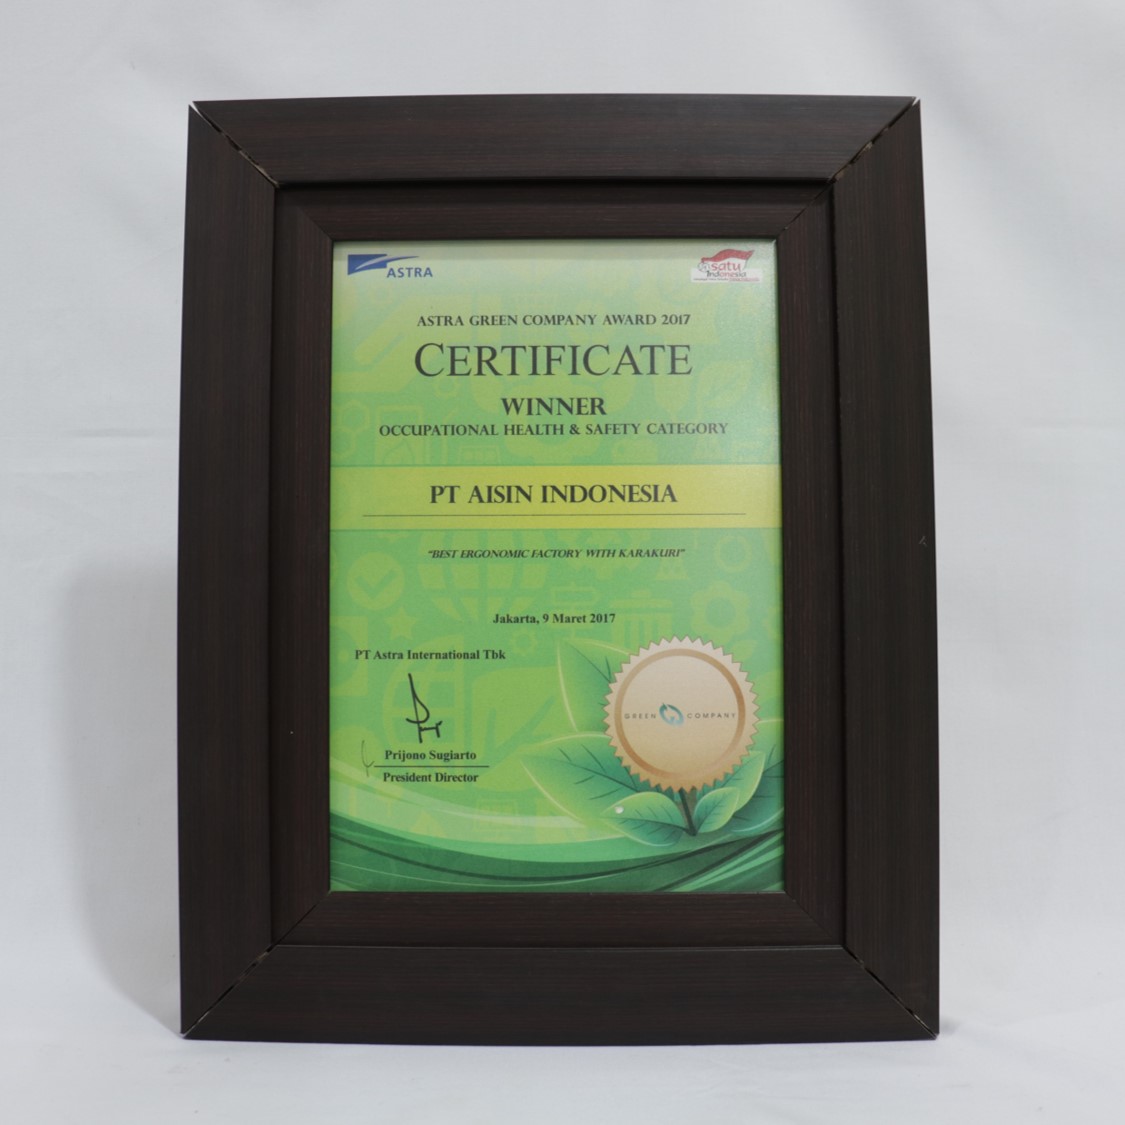 ASTRA
satu
Indonesia
ASTRA GREEN COMPANY AWARD 2017
CERTIFICATE
WINNER
OCCUPATIONAL HEALTH & SAFETY CATEGORY
PT AISIN INDONESIA
"BEST ERGONOMIC FACTORY WITH KARAKURI"
Jakarta, 9 Maret 2017
PT Astra International Tbk
Prijono Sugiarto
President Director
GREEN COMPANY